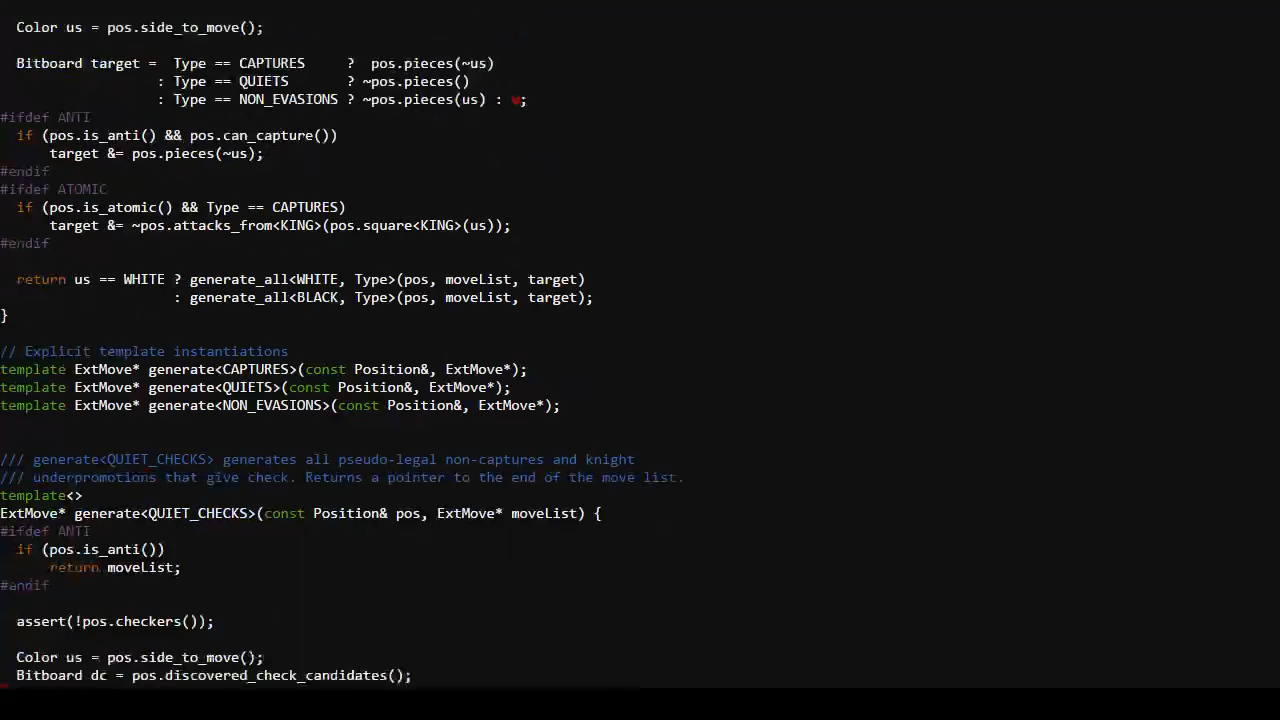 Color us = pos.side_to_move();
Bitboard target =  Type == CAPTURES     ?  pos.pieces(~us)
: Type == QUIETS       ? ~pos.pieces()
: Type == NON_EVASIONS ? ~pos.pieces(us) : ;
#ifdef ANTI
if (pos.is_anti() && pos.can_capture())
target &= pos.pieces(~us);
#endif
#ifdef ATOMIC
if (pos.is_atomic() && Type == CAPTURES)
target &= ~pos.attacks_from<KING>(pos.square<KING>(us));
#endif
return us == WHITE ? generate_all<WHITE, Type>(pos, moveList, target)
: generate_all<BLACK, Type>(pos, moveList, target);
}
// Explicit template instantiations
template ExtMove* generate<CAPTURES>(const Position&, ExtMove*);
template ExtMove* generate<QUIETS>(const Position&, ExtMove*);
template ExtMove* generate<NON_EVASIONS>(const Position&, ExtMove*);
/// generate<QUIET_CHECKS> generates all pseudo-legal non-captures and knight
/// underpromotions that give check. Returns a pointer to the end of the move list.
template<>
ExtMove* generate<QUIET_CHECKS>(const Position& pos, ExtMove* moveList) {
#ifdef ANTI
if (pos.is_anti())
return moveList;
#endif
assert(!pos.checkers());
Color us = pos.side_to_move();
Bitboard dc = pos.discovered_check_candidates();